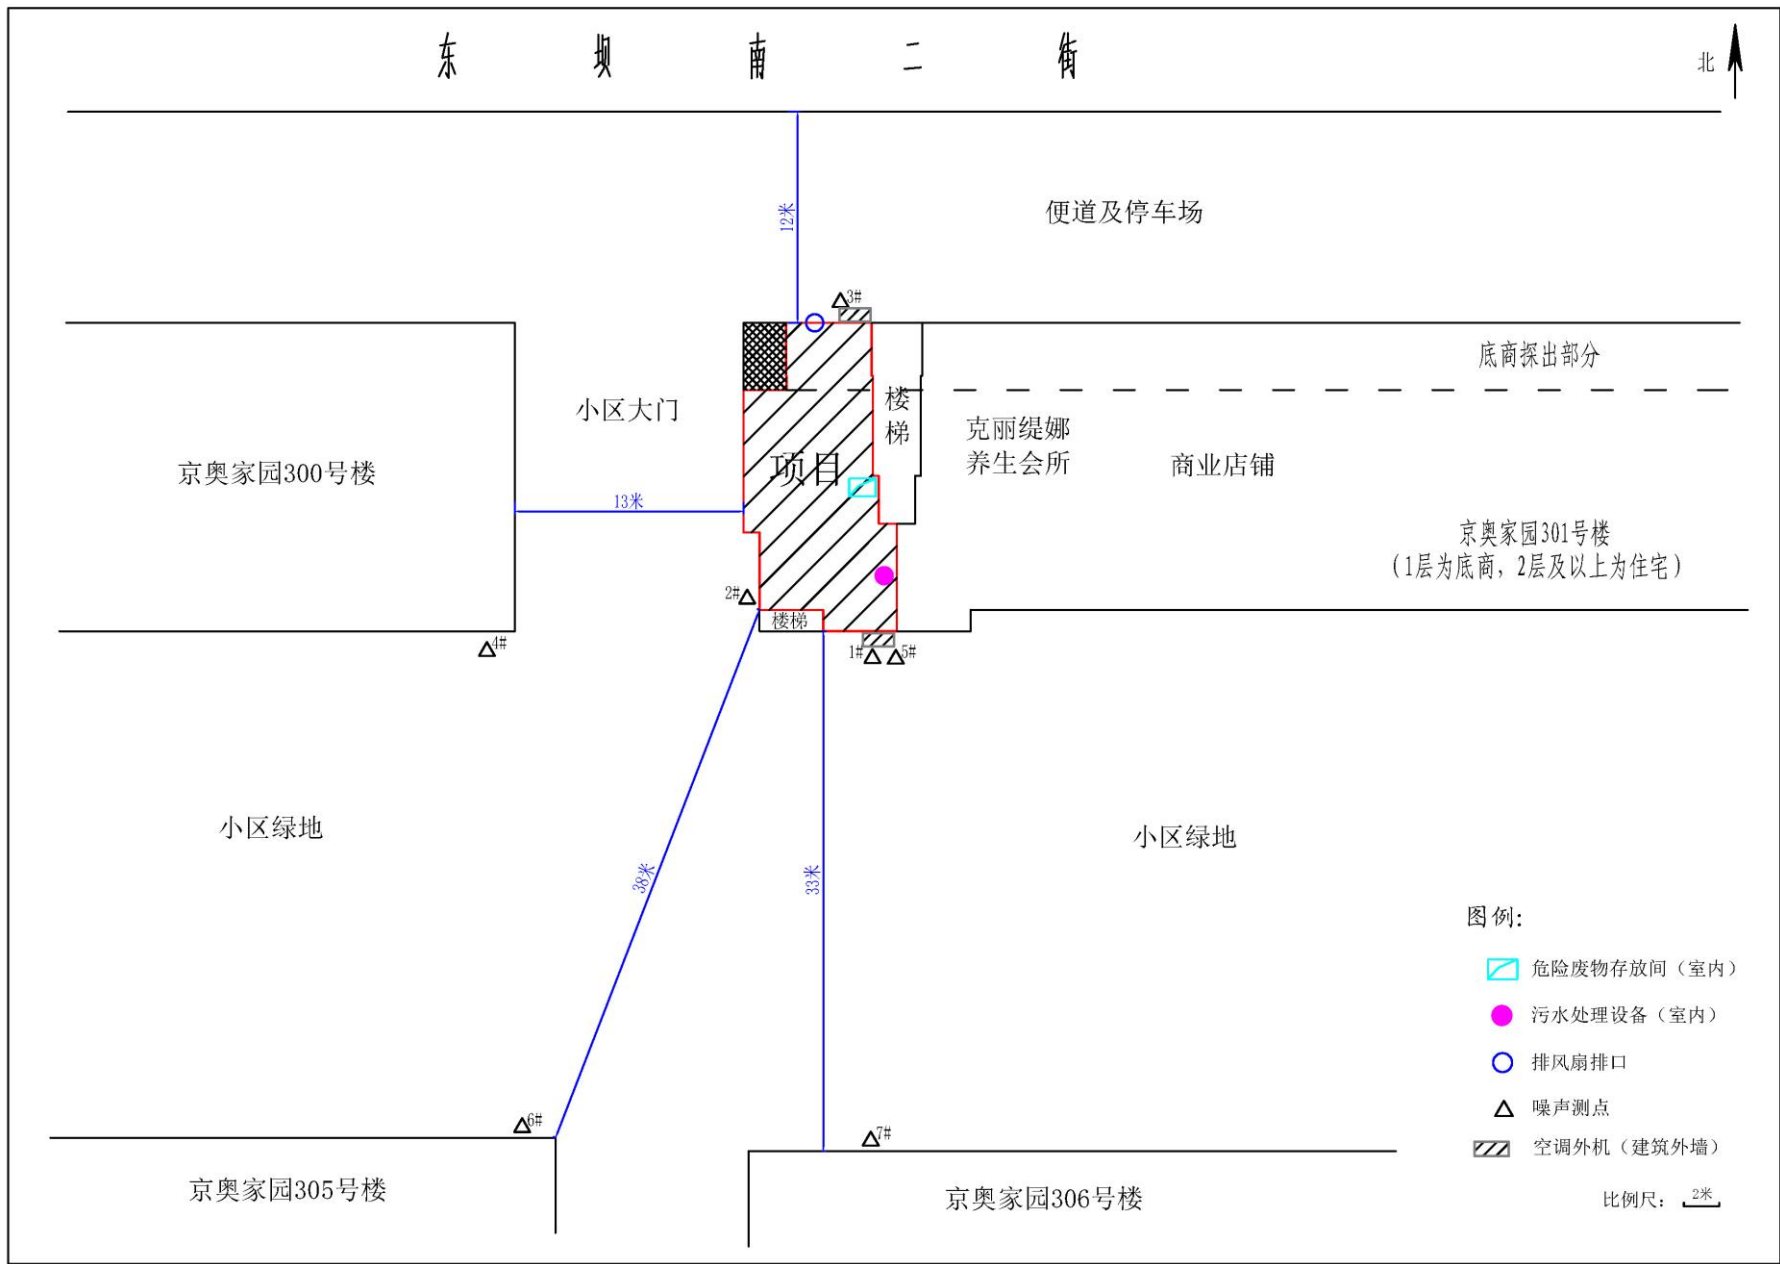 东坝南二街
北
12米
便道及停车场
3#
底商探出部分
小区大门
楼梯
克丽缇娜
养生会所
商业店铺
京奥家园300号楼
项目
13米
京奥家园301号楼
（1层为底商，2层及以上为住宅）
2#
楼梯
4#
1#
5#
小区绿地
小区绿地
38米
33米
图例：
危险废物存放间（室内）
污水处理设备（室内）
排风扇排口
噪声测点
空调外机（建筑外墙）
比例尺：
2米
6#
7#
京奥家园305号楼
京奥家园306号楼